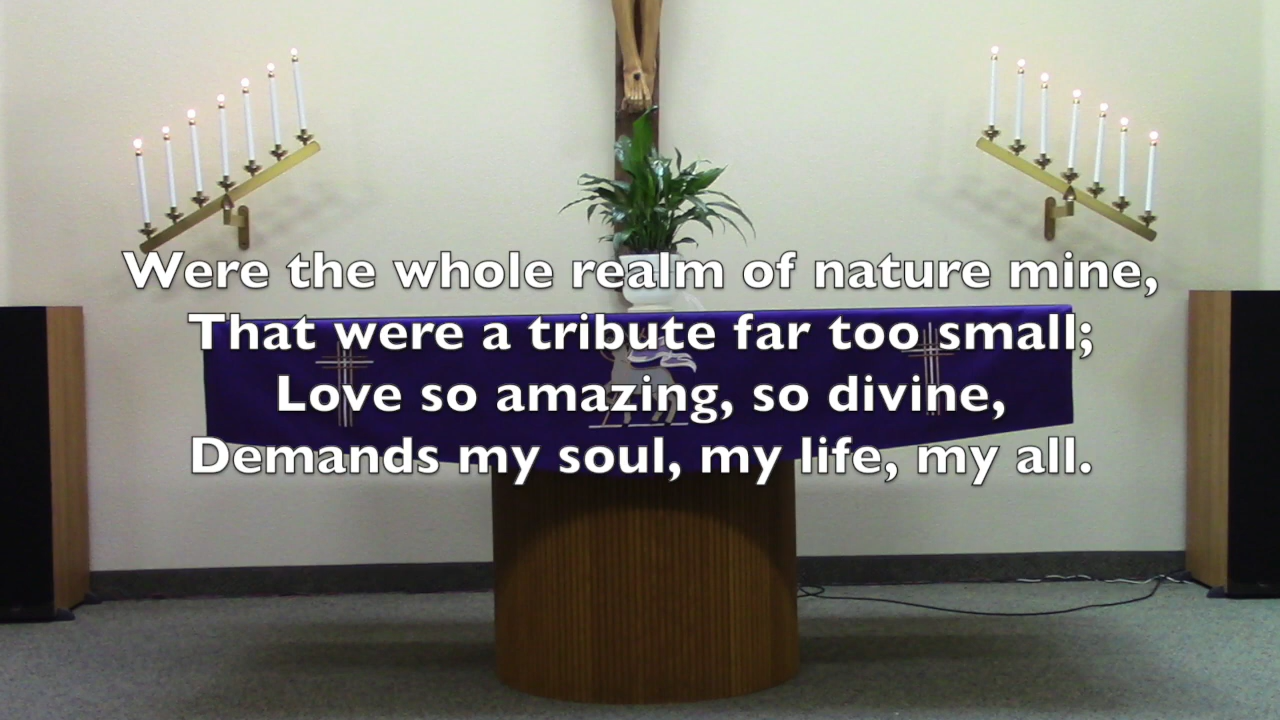 Were the whole realm of nature mine,
That were a tribute far too small;
Love so amazing, so divine,
Demands my soul, my life, my all.